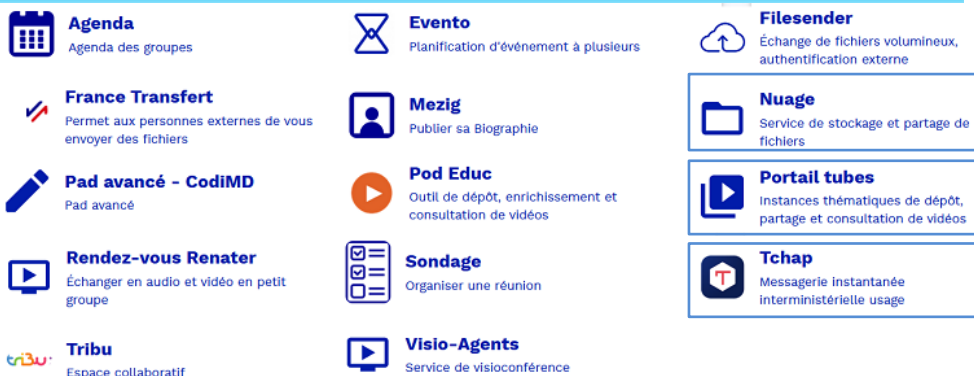 Agenda
Agenda des groupes
France Transfert
Permet aux personnes externes de vous
envoyer des fichiers
Pad avancé - CodiMD
Pad avancé
Rendez-vous Renater
Échanger en audio et vidéo en petit
groupe
triBu
Tribu
Espace collaboratif
Evento
Planification d'événement à plusieurs
Mezig
Publier sa Biographie
Pod Educ
Outil de dépôt, enrichissement et
consultation de vidéos
Sondage
Organiser une réunion
Visio-Agents
Service de visioconférence
Filesender
Échange de fichiers volumineux,
authentification externe
Nuage
Service de stockage et partage de
fichiers
Portail tubes
Instances thématiques de dépôt,
partage et consultation de vidéos
Tchap
Messagerie instantanée
interministérielle usage